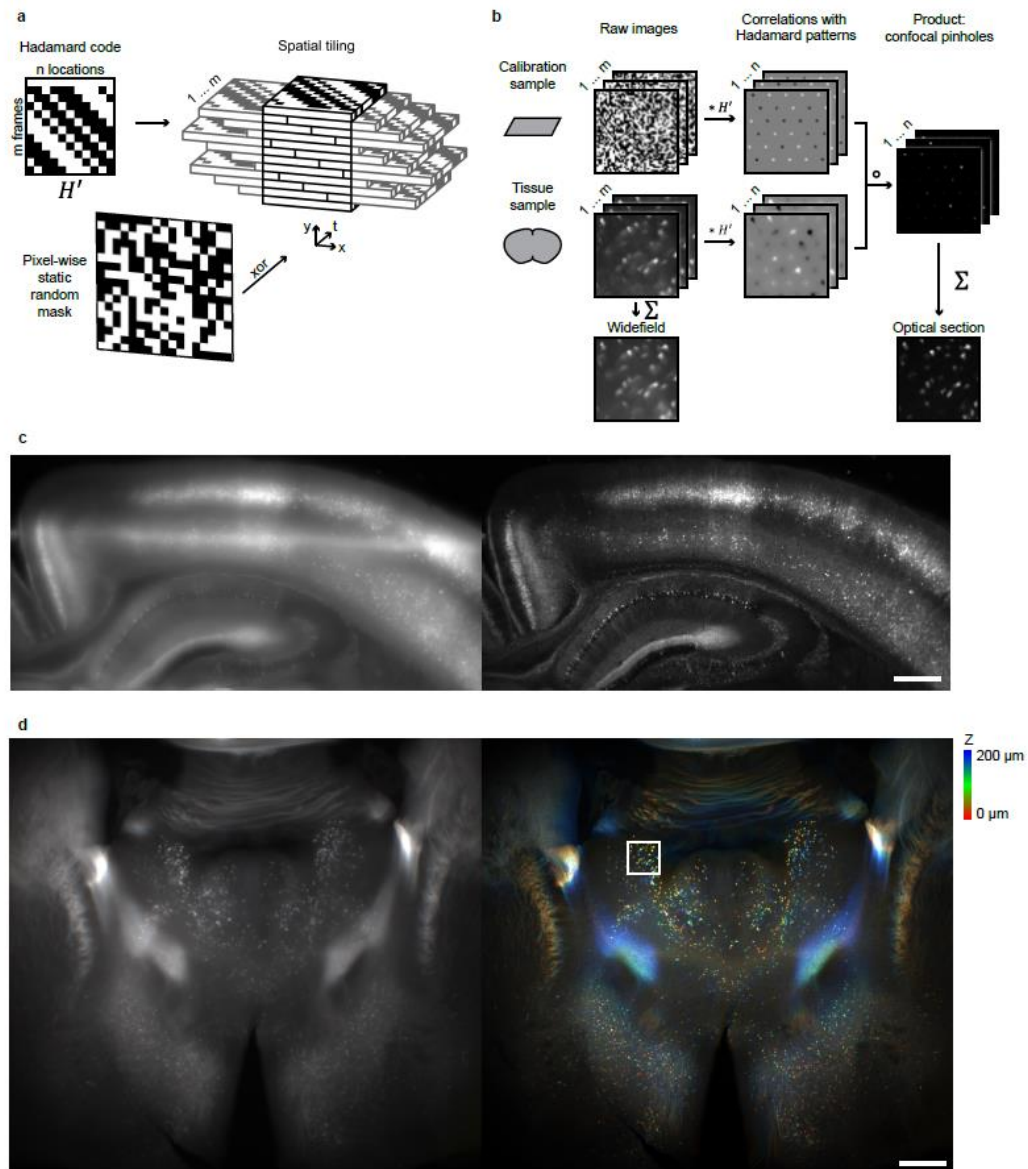 a
Hadamard code
n locations
m frames
H'
Spatial tiling
1 ... m
y
t
x
xor
Pixel-wise
static
random
mask
b
Raw images
Correlations with
Hadamard patterns
Product:
confocal pinholes
Calibration
sample
1 ... m
* H'
1 ... n
Tissue
sample
1 ... m
* H'
1 ... n
∘
1 ... n
Σ
Widefield
Σ
Optical section
c
d
Z
200 µm
0 µm